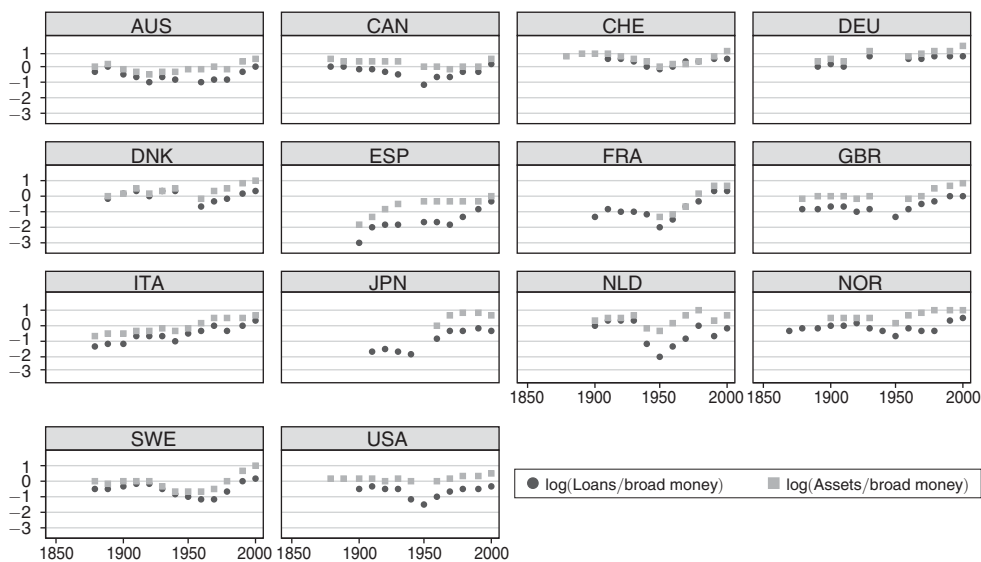 AUS CAN CHE DEU
1
0
−1
−2
−3
DNK ESP FRA GBR
1
0
−1
−2
−3
ITA JPN NLD NOR
1
0
−1
−2
−3
1850 1900 1950 2000 1850 1900 1950 2000
SWE USA
1
0
−1
−2
−3
log(Loans/broad money) log(Assets/broad money)
1850 1900 1950 2000 1850 1900 1950 2000